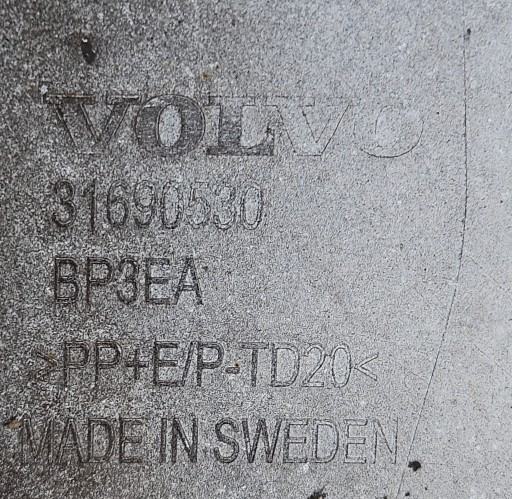 VOLVO
31690530
BP3EA
>PP+E/P-TD20<
MADE IN SWEDEN